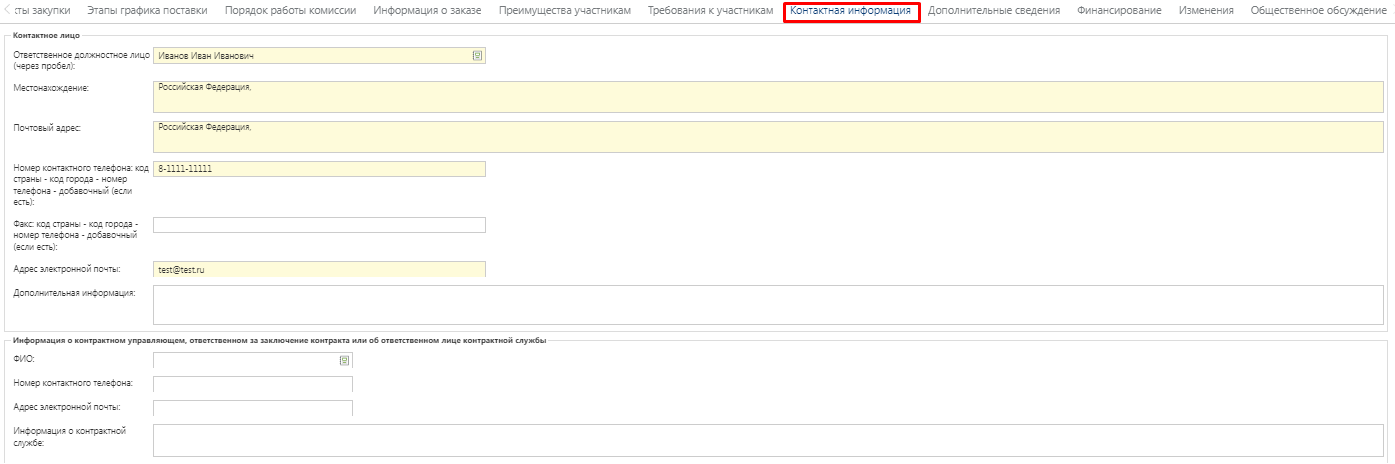 закупки Этапы графика поставки Порядок работы комиссии Информация о заказе Преимущества участникам Требования к участникам Контактная информация Дополнительные сведения Финансирование Изменения Общественное обсуждение
Контактное лицо
Ответственное должностное лицо
(через пробел):
Иванов Иван Иванович
Местонахождение:
Российская Федерация,
Почтовый адрес:
Российская Федерация,
Номер контактного телефона: код
страны - код города - номер
телефона - добавочный (если
есть):
8-1111-11111
Факс: код страны - код города -
номер телефона - добавочный
(если есть):
Адрес электронной почты:
test@test.ru
Дополнительная информация:
Информация о контрактном управляющем, ответственном за заключение контракта или об ответственном лице контрактной службы
ФИО:
Номер контактного телефона:
Адрес электронной почты:
Информация о контрактной
службе: